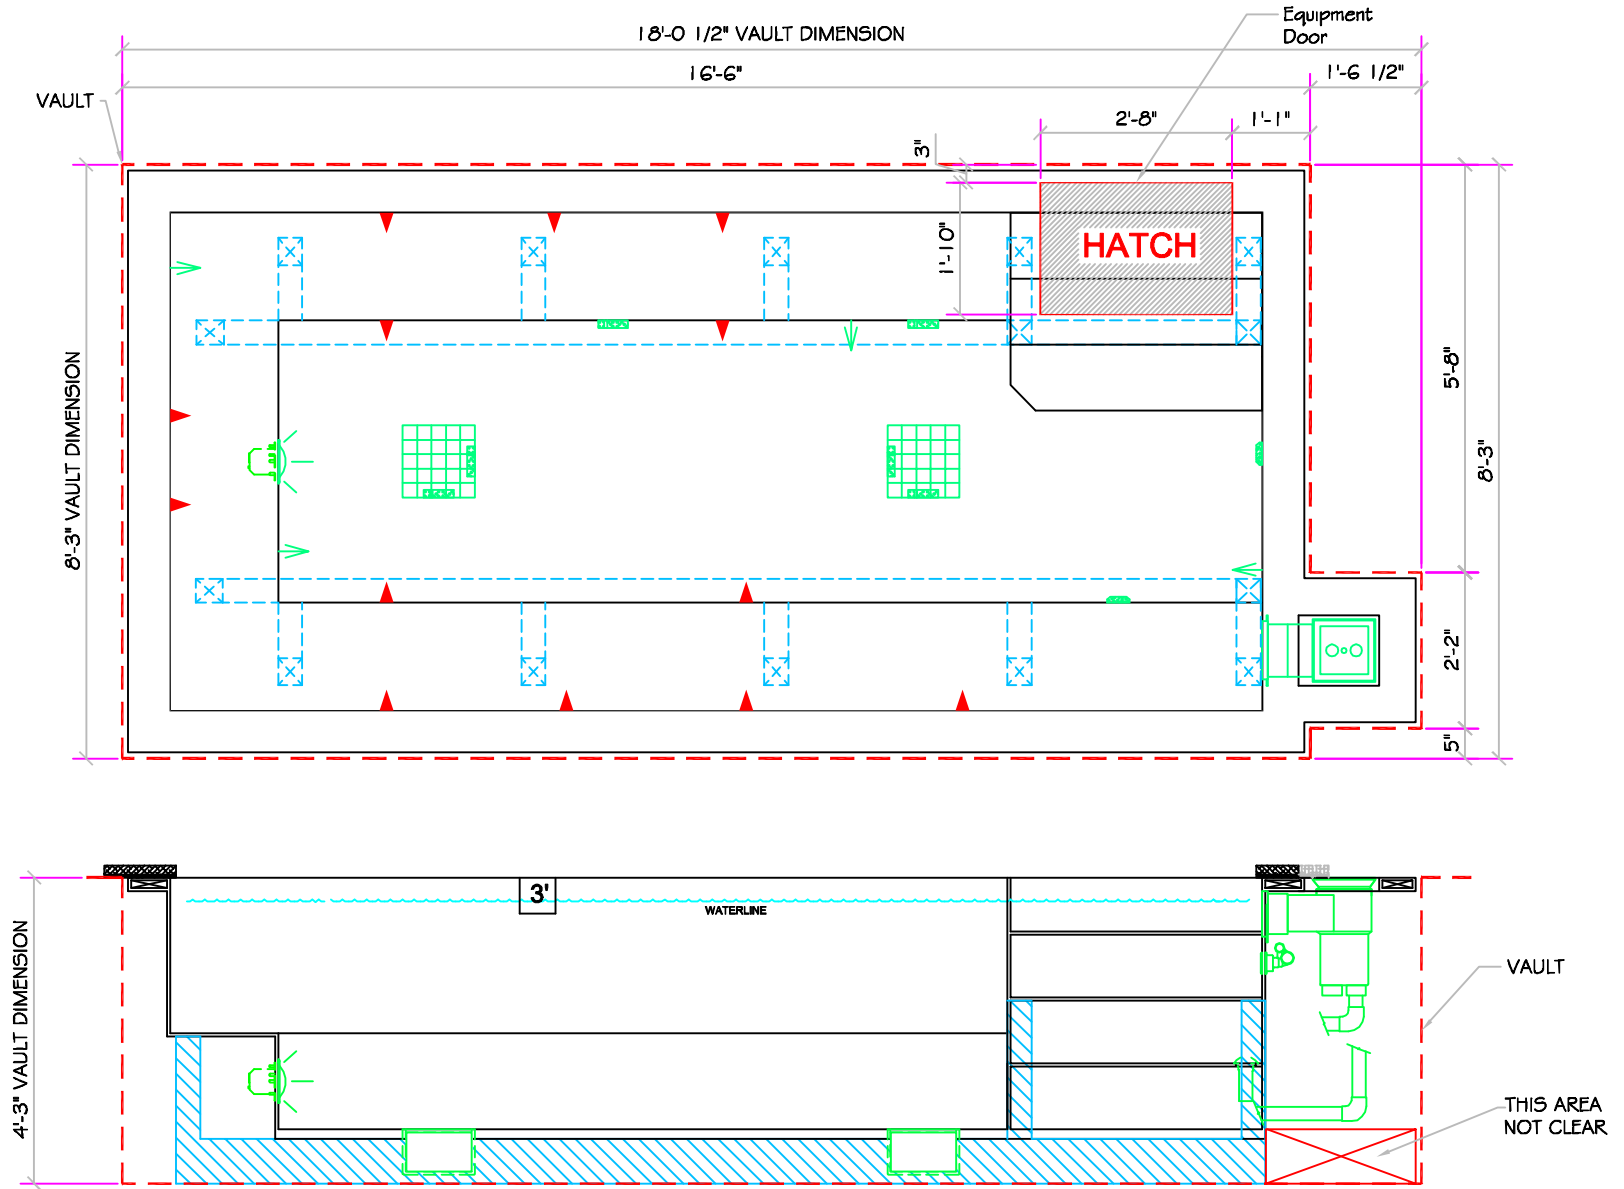 Equipment
Door
18'-0 1/2" VAULT DIMENSION
16'-6"
1'-6 1/2"
VAULT
2'-8"
1'-1"
3"
1'-10"
HATCH
8'-3" VAULT DIMENSION
5'-8"
8'-3"
2'-2"
5"
3'
WATERLINE
4'-3" VAULT DIMENSION
VAULT
THIS AREA
NOT CLEAR